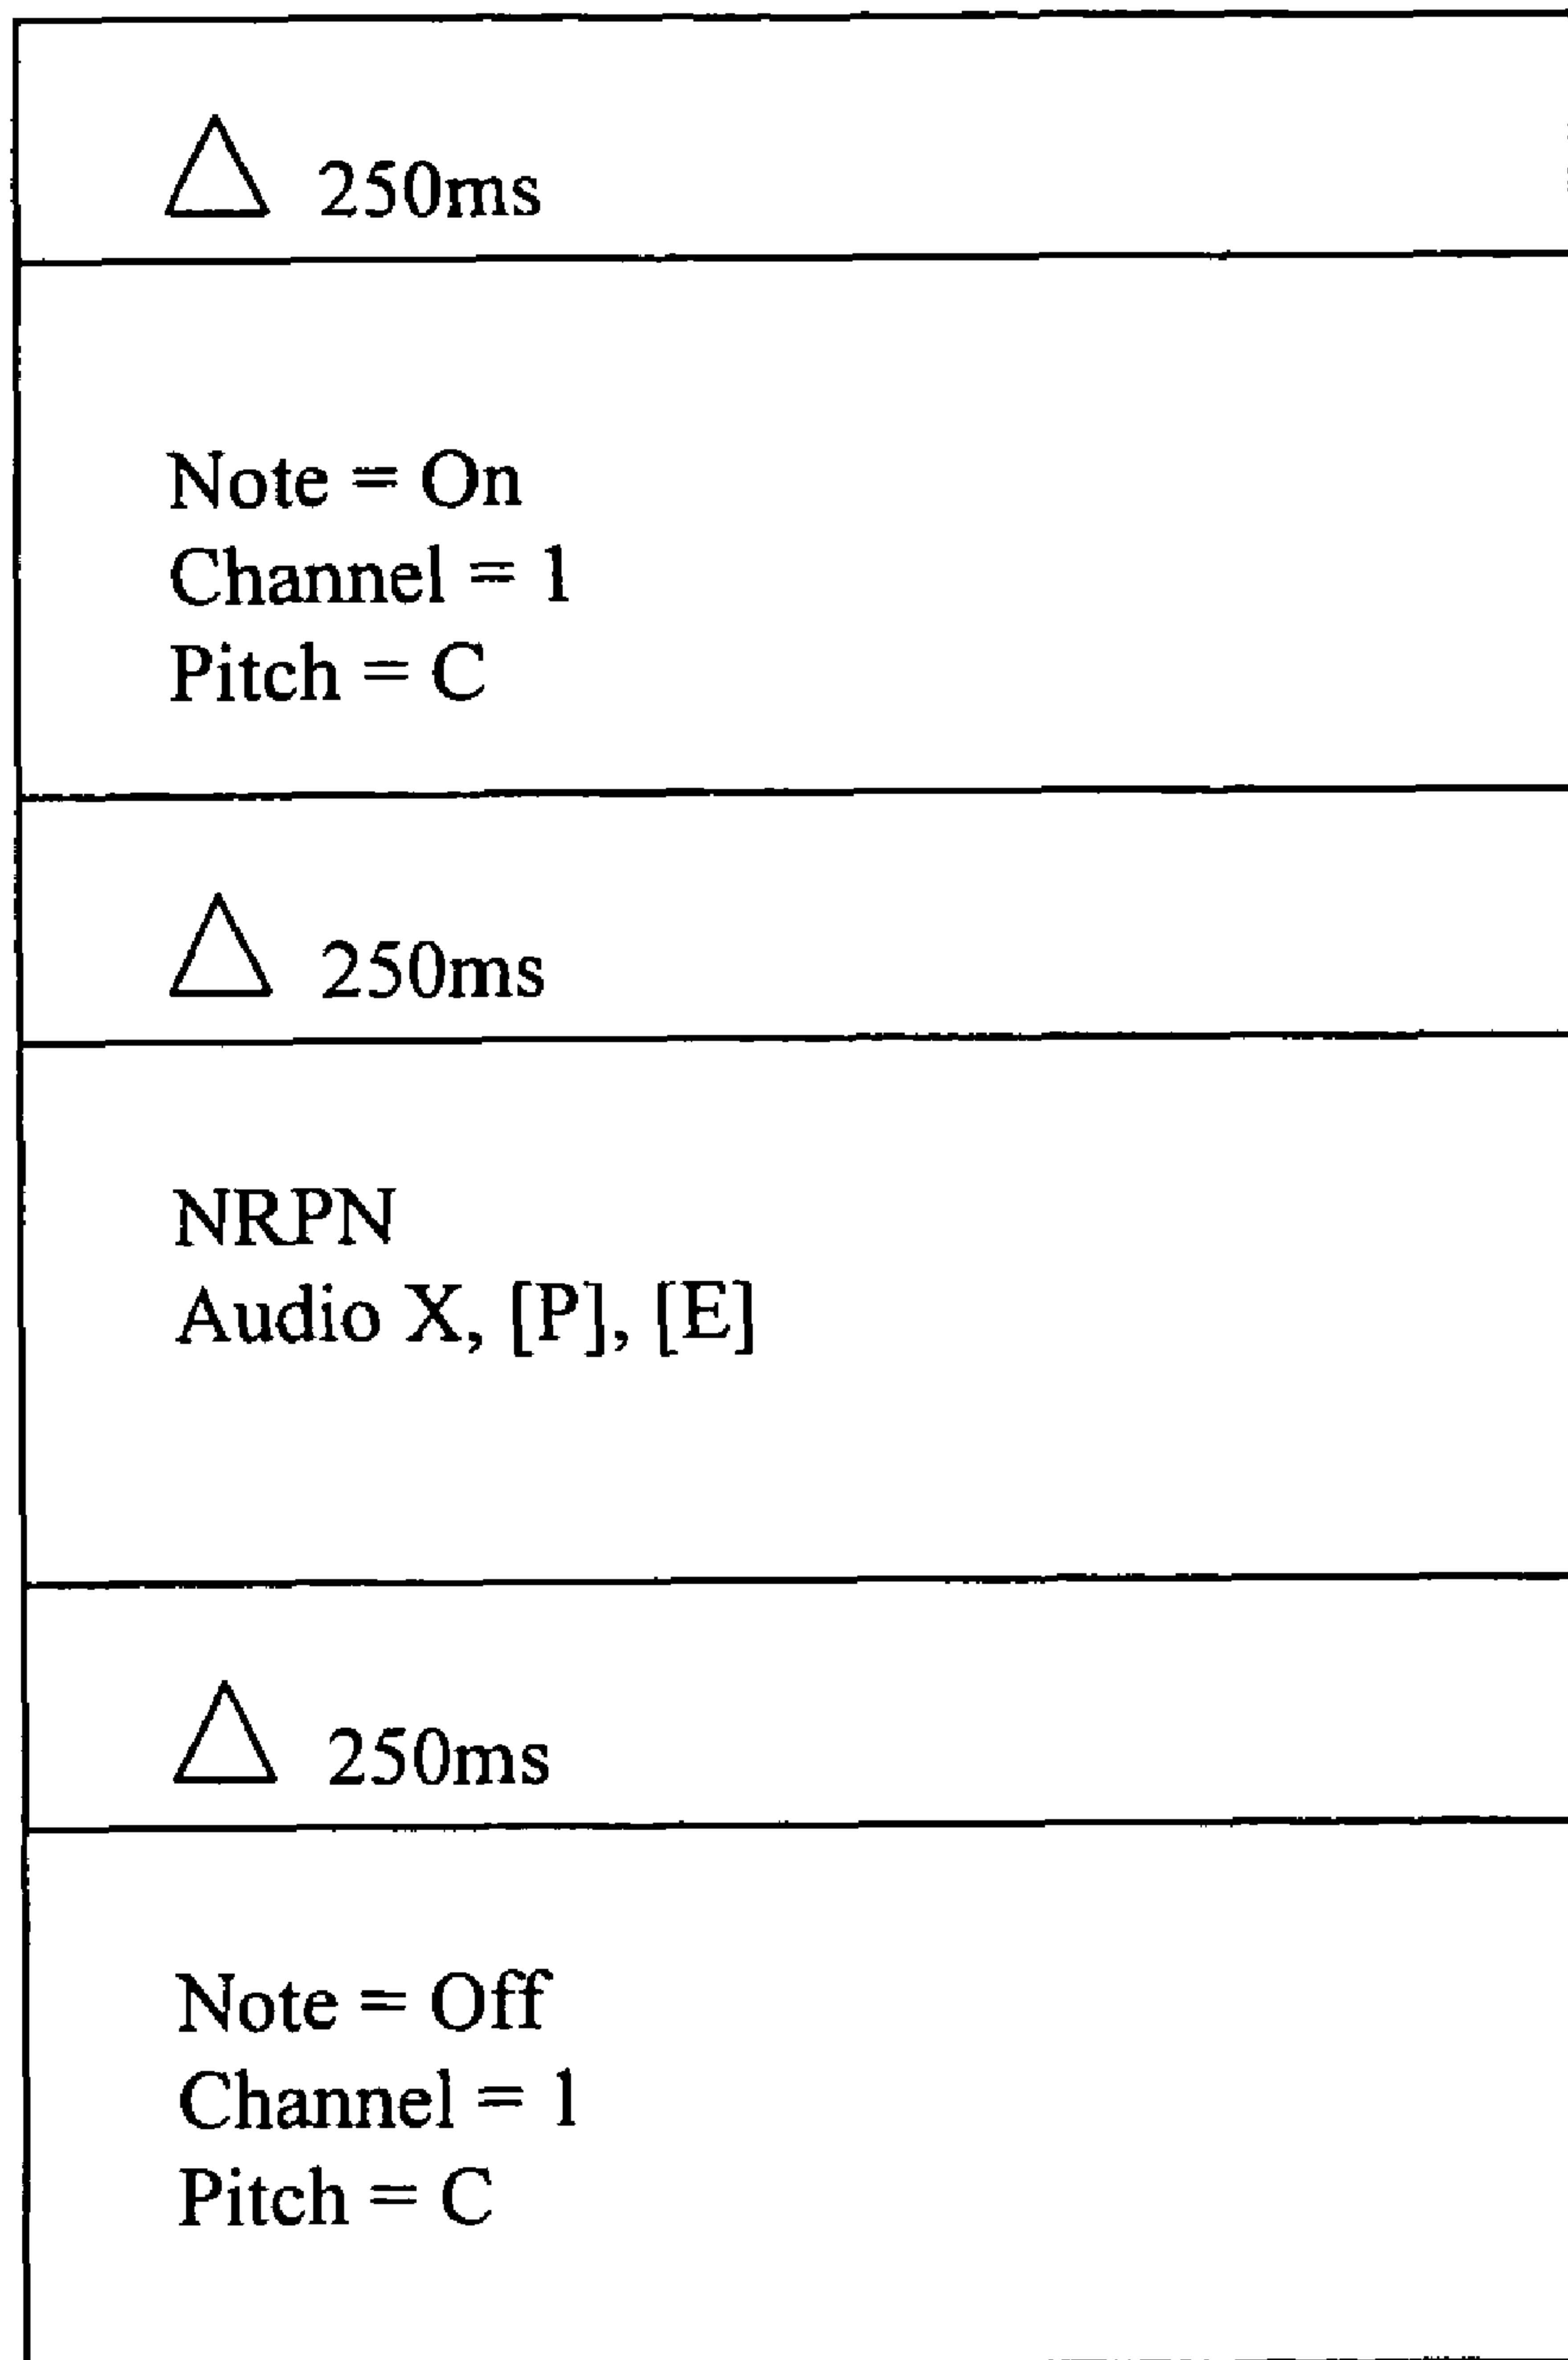 △ 250ms
Note = On
Channel = 1
Pitch = C
△ 250ms
NRPN
Audio X, [P], [E]
△ 250ms
Note = Off
Channel = 1
Pitch = C